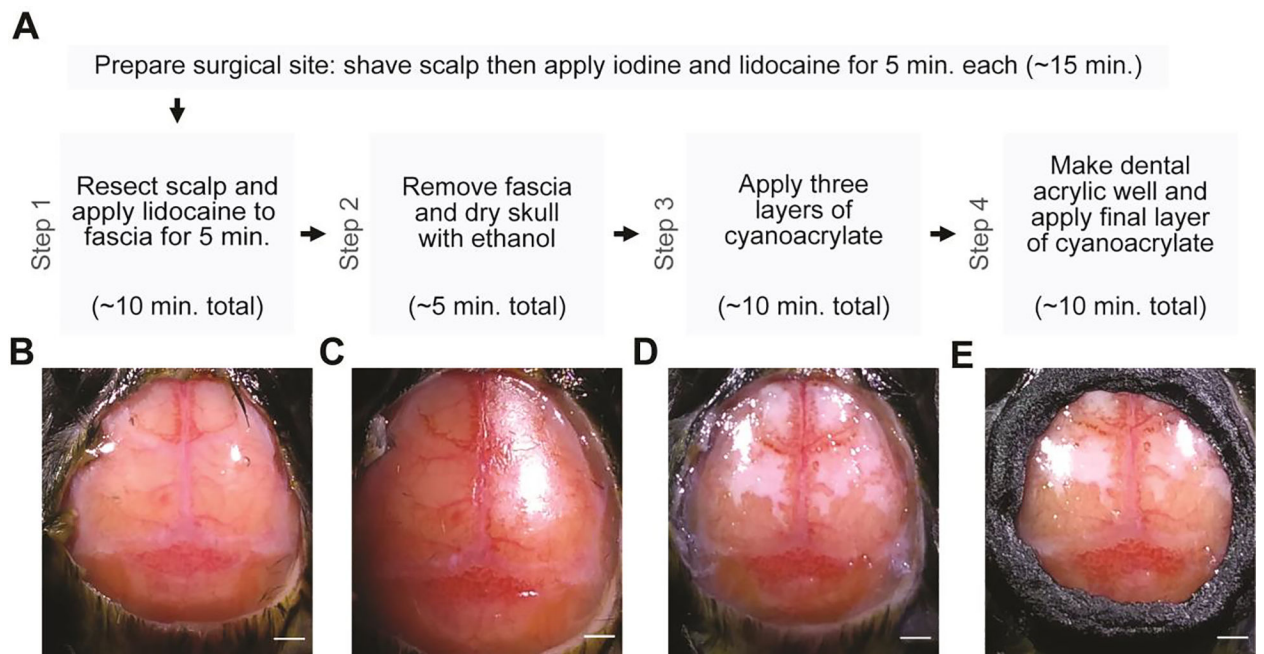 A
Prepare surgical site: shave scalp then apply iodine and lidocaine for 5 min. each (~15 min.)
Step 1
Resect scalp and
apply lidocaine to
fascia for 5 min.
(~10 min. total)
Step 2
Remove fascia
and dry skull
with ethanol
(~5 min. total)
Step 3
Apply three
layers of
cyanoacrylate
(~10 min. total)
Step 4
Make dental
acrylic well and
apply final layer
of cyanoacrylate
(~10 min. total)
B
C
D
E